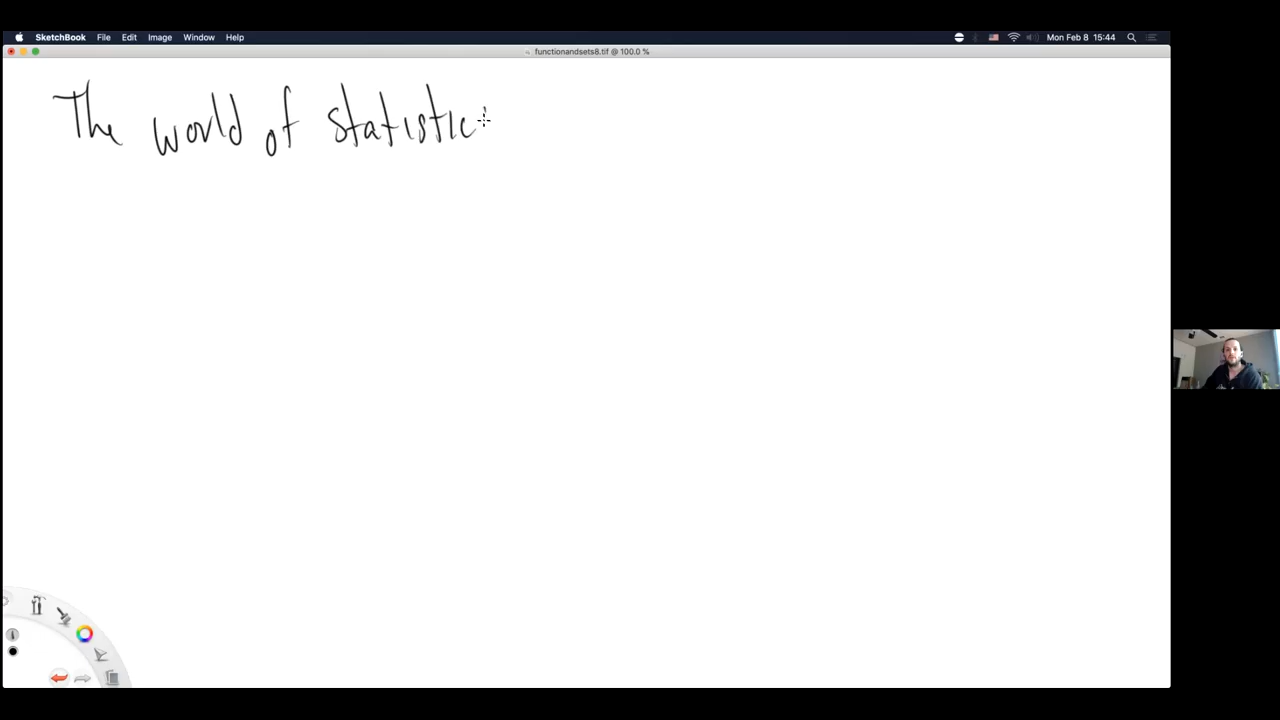 SketchBook File Edit Image Window Help Mon Feb 8 15:44
functionandsets8.tif @ 100.0 %
The world of statistic